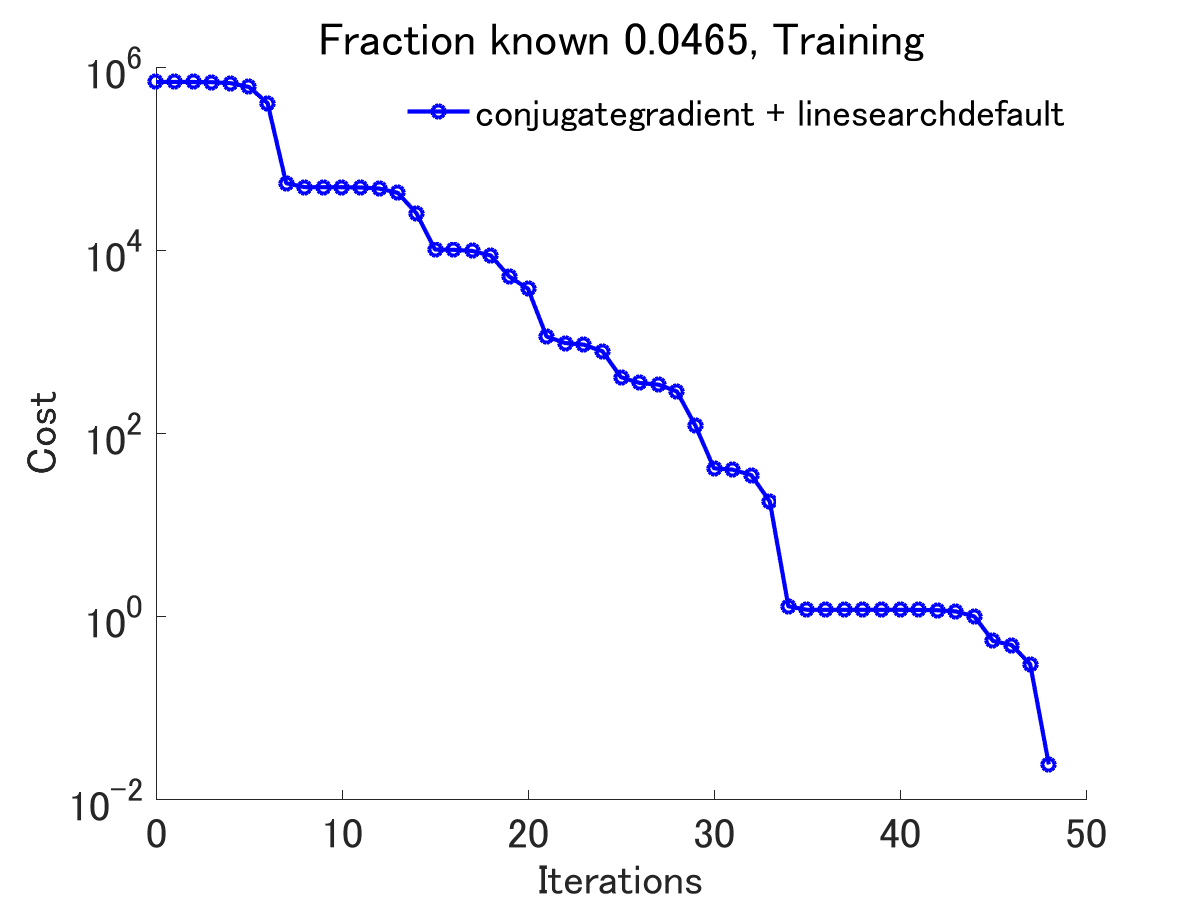 Fraction known 0.0465, Training
conjugategradient + linesearchdefault
10^6
10^4
10^2
10^0
10^-2
Cost
0 10 20 30 40 50
Iterations